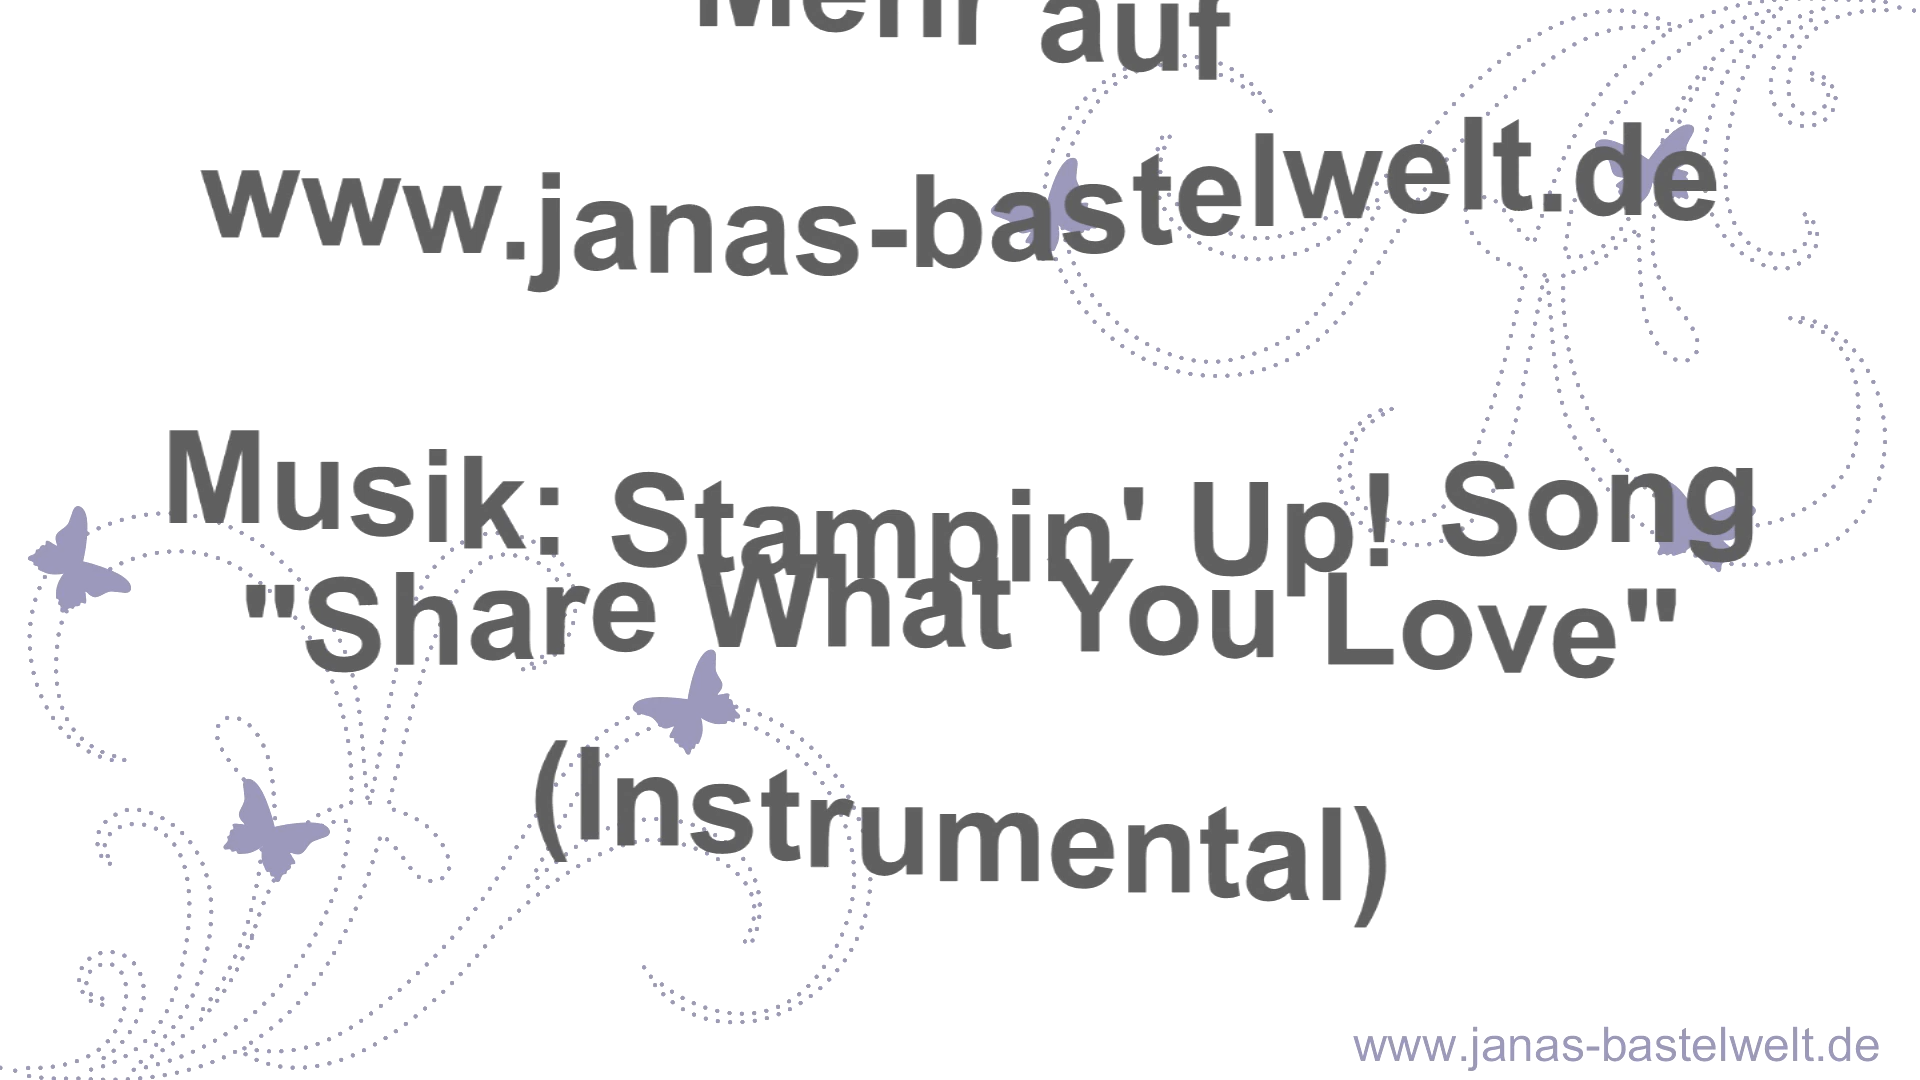 Mehr auf
www.janas-bastelwelt.de
Musik: Stampin' Up! Song
"Share What You Love"
(Instrumental)
www.janas-bastelwelt.de